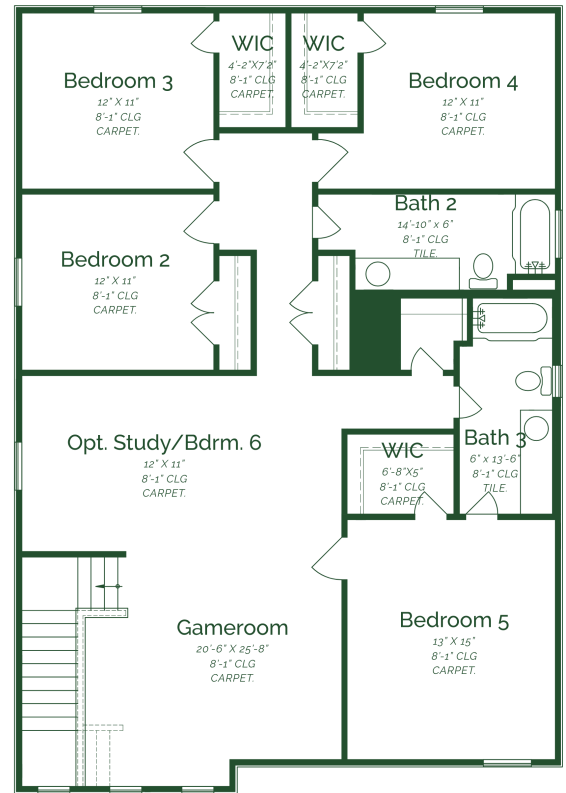 WIC
4'-2"X7'2"
8'-1" CLG
CARPET.
WIC
4'-2"X7'2"
8'-1" CLG
CARPET.
Bedroom 3
12" X 11"
8'-1" CLG
CARPET.
Bedroom 4
12" X 11"
8'-1" CLG
CARPET.
Bath 2
14'-10" x 6"
8'-1" CLG
TILE.
Bedroom 2
12" X 11"
8'-1" CLG
CARPET.
Opt. Study/Bdrm. 6
12" X 11"
8'-1" CLG
CARPET.
WIC
6'-8"X5"
8'-1" CLG
CARPET.
Bath 3
6" x 13'-6"
8'-1" CLG
TILE.
Gameroom
20'-6" X 25'-8"
8'-1" CLG
CARPET.
Bedroom 5
13" X 15"
8'-1" CLG
CARPET.